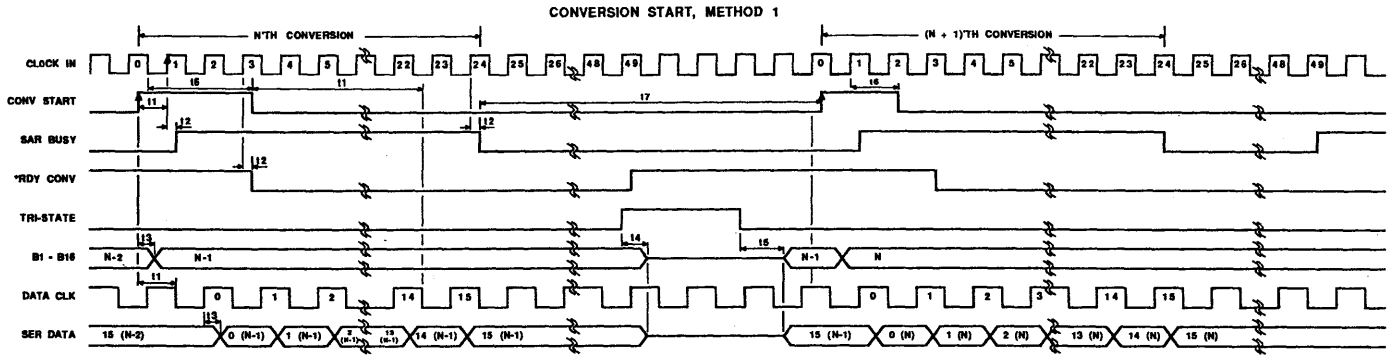 CONVERSION START, METHOD 1
N'TH CONVERSION (N + 1)'TH CONVERSION
CLOCK IN 0 1 2 3 4 5 22 23 24 25 26 48 49 0 1 2 3 4 5 22 23 24 25 26 48 49
t6 t1 t6
CONV START t1 t7
t2 t2
SAR BUSY
t2
*RDY CONV
TRI-STATE
t3 t4 t5
B1 - B16 N-2 N-1 N-1 N
t1
DATA CLK 0 1 2 14 15 0 1 2 3 14 15
t3
SER DATA 15 (N-2) 0 (N-1) 1 (N-1) 2 (N-1) 13 (N-1) 14 (N-1) 15 (N-1) 15 (N-1) 0 (N) 1 (N) 2 (N) 13 (N) 14 (N) 15 (N)